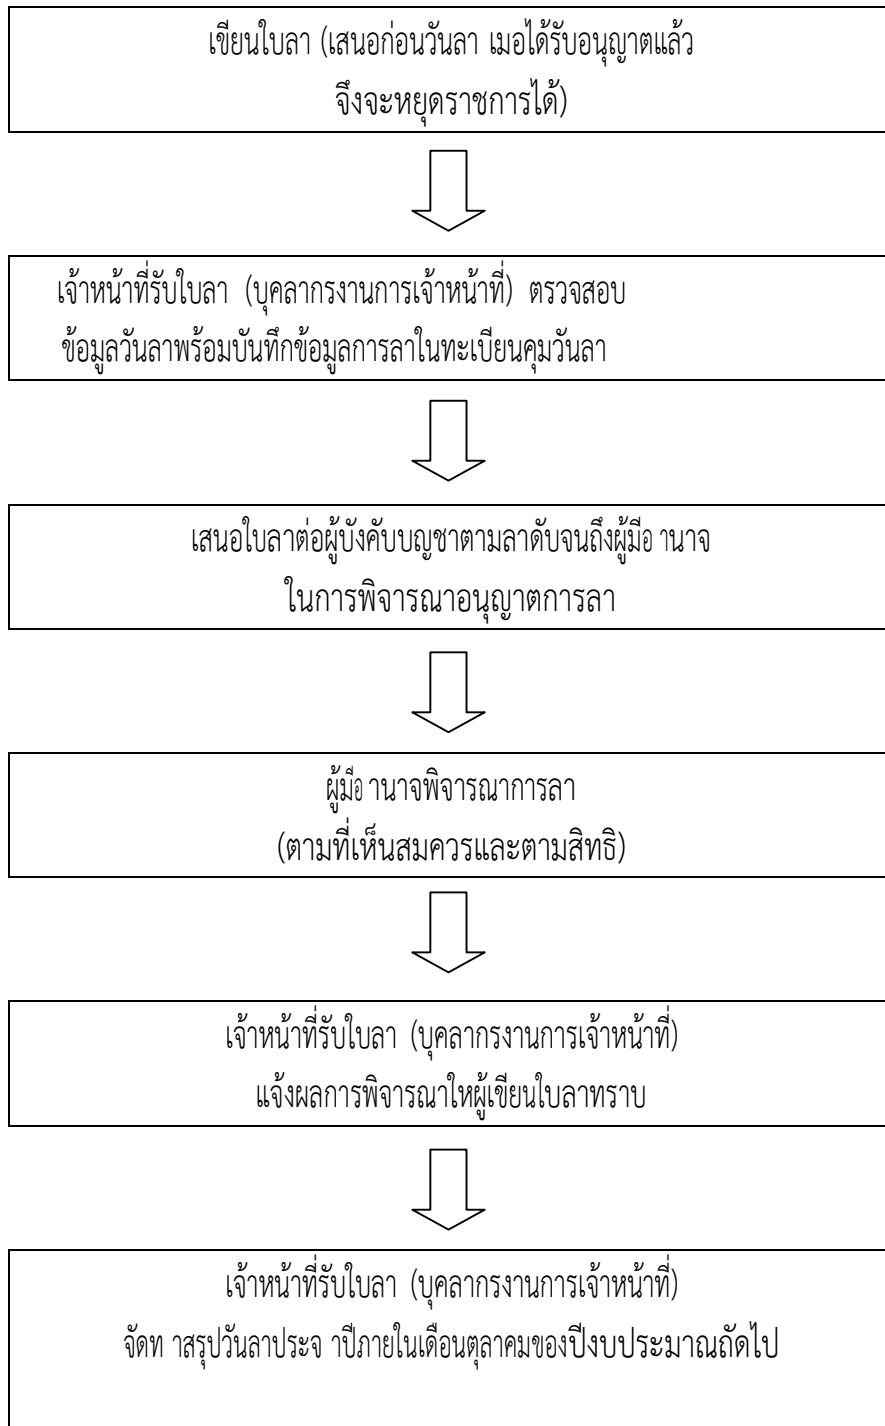 เขียนใบลา (เสนอก่อนวันลา เมอได้รับอนุญาตแล้ว
จึงจะหยุดราชการได้)
เจ้าหน้าที่รับใบลา (บุคลากรงานการเจ้าหน้าที่) ตรวจสอบ
ข้อมูลวันลาพร้อมบันทึกข้อมูลการลาในทะเบียนคุมวันลา
เสนอใบลาต่อผู้บังคับบญชาตามลาดับจนถึงผู้มีอ านาจ
ในการพิจารณาอนุญาตการลา
ผู้มีอ านาจพิจารณาการลา
(ตามที่เห็นสมควรและตามสิทธิ)
เจ้าหน้าที่รับใบลา (บุคลากรงานการเจ้าหน้าที่)
แจ้งผลการพิจารณาใหผู้เขียนใบลาทราบ
เจ้าหน้าที่รับใบลา (บุคลากรงานการเจ้าหน้าที่)
จัดท าสรุปวันลาประจ าปีภายในเดือนตุลาคมของปีงบประมาณถัดไป